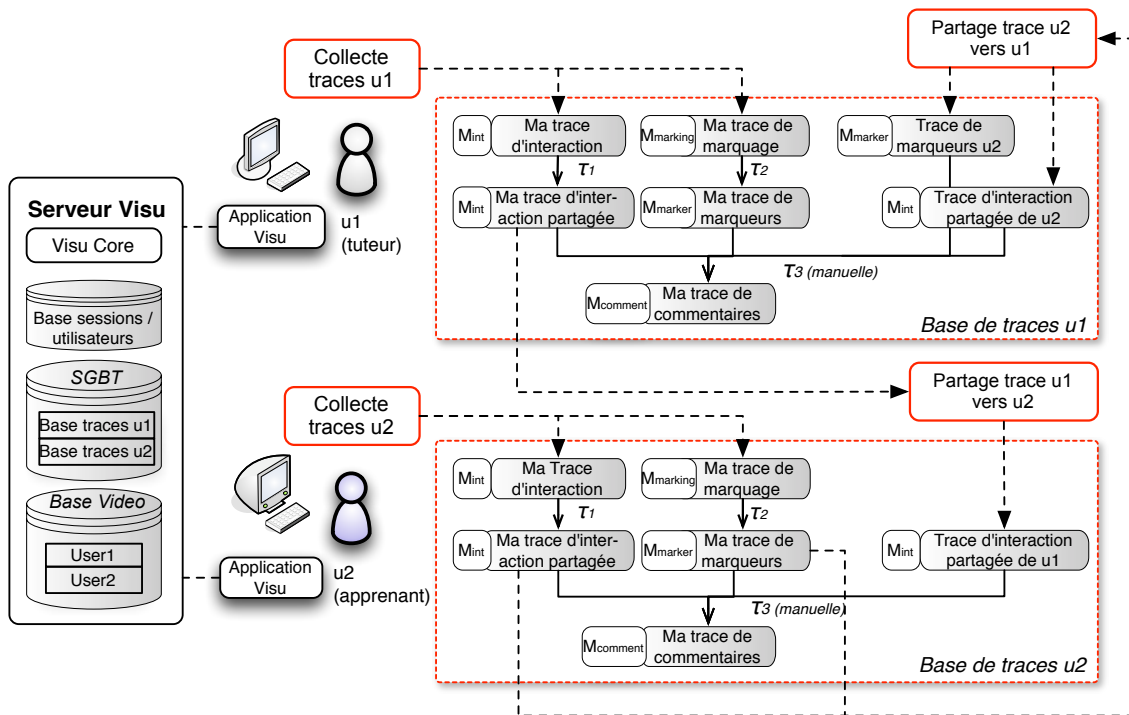 Serveur Visu
Visu Core
Base sessions /
utilisateurs
SGBT
Base traces u1
Base traces u2
Base Video
User1
User2
Application
Visu
u1
(tuteur)
Application
Visu
u2
(apprenant)
Collecte
traces u1
Partage trace u2
vers u1
Mint
Ma trace
d'interaction
Mmarking
Ma trace de
marquage
Mmarker
Trace de
marqueurs u2
τ1
τ2
Mint
Ma trace d'inter-
action partagée
Mmarker
Ma trace de
marqueurs
Mint
Trace d'interaction
partagée de u2
τ3 (manuelle)
Mcomment
Ma trace de
commentaires
Base de traces u1
Collecte
traces u2
Partage trace u1
vers u2
Mint
Ma Trace
d'interaction
Mmarking
Ma trace de
marquage
τ1
τ2
Mint
Ma trace d'inter-
action partagée
Mmarker
Ma trace de
marqueurs
Mint
Trace d'interaction
partagée de u1
τ3 (manuelle)
Mcomment
Ma trace de
commentaires
Base de traces u2